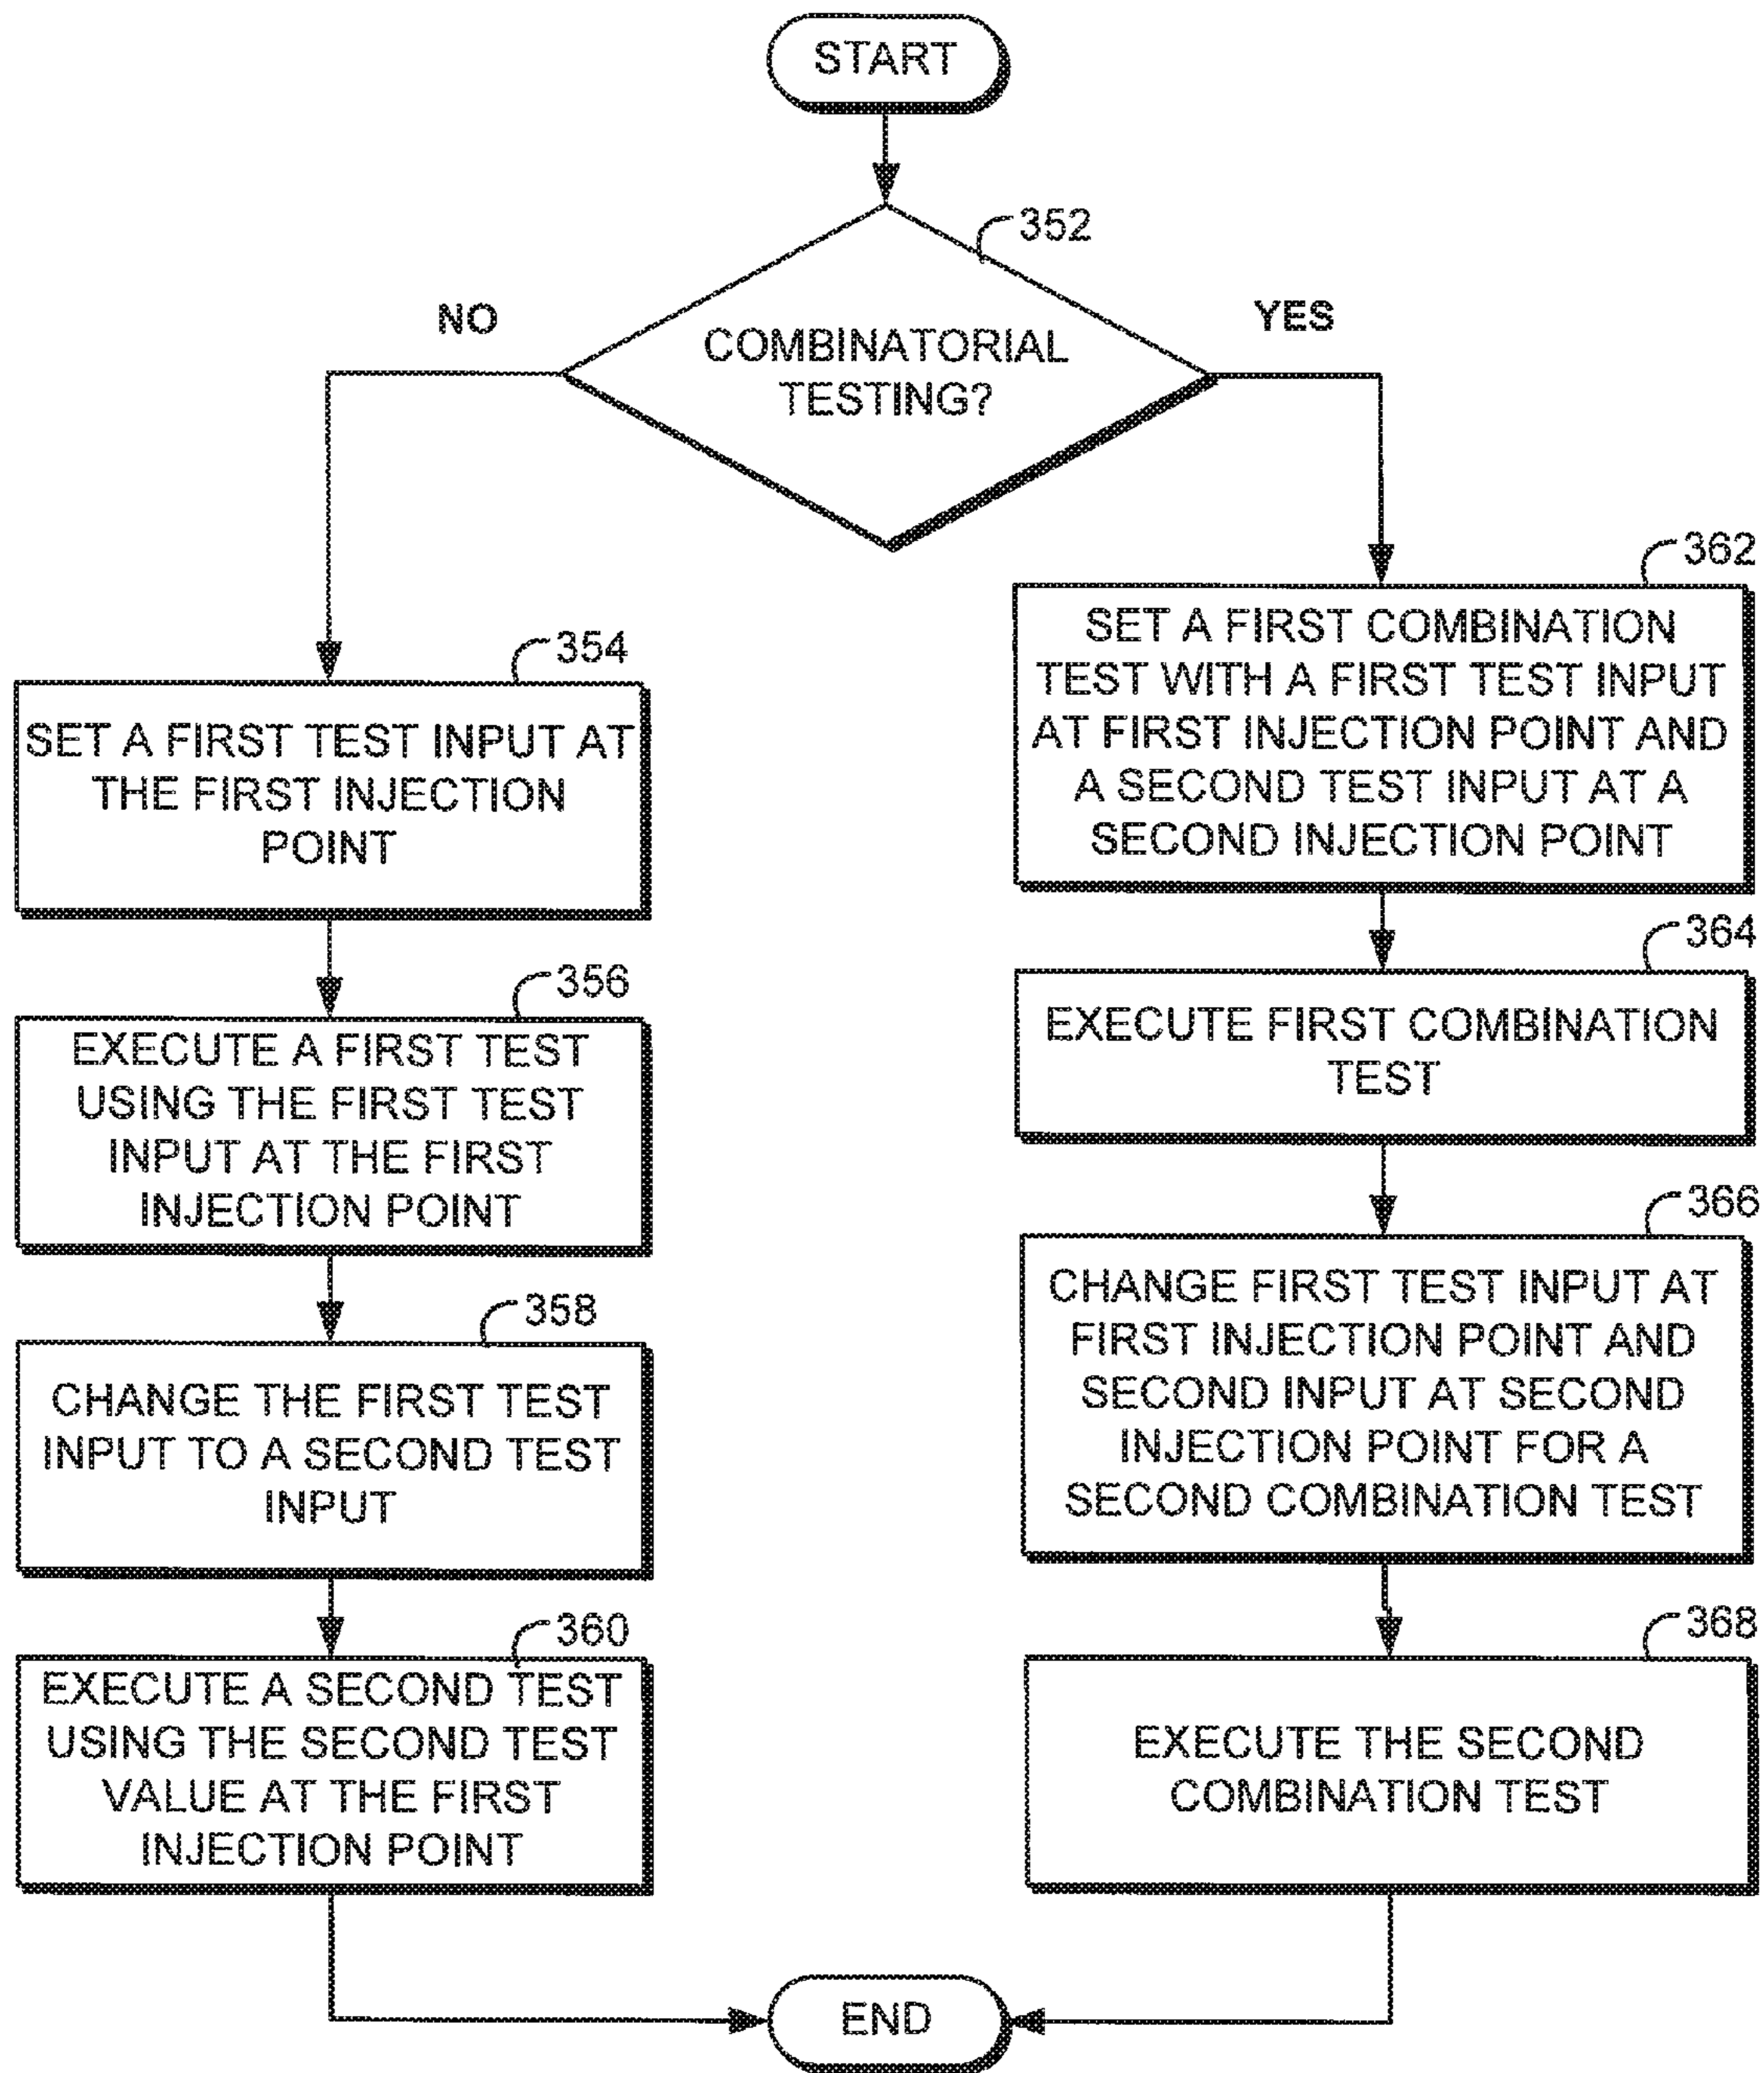 START
352
NO
YES
COMBINATORIAL
TESTING?
354
SET A FIRST TEST INPUT AT
THE FIRST INJECTION
POINT
356
EXECUTE A FIRST TEST
USING THE FIRST TEST
INPUT AT THE FIRST
INJECTION POINT
358
CHANGE THE FIRST TEST
INPUT TO A SECOND TEST
INPUT
360
EXECUTE A SECOND TEST
USING THE SECOND TEST
VALUE AT THE FIRST
INJECTION POINT
362
SET A FIRST COMBINATION
TEST WITH A FIRST TEST INPUT
AT FIRST INJECTION POINT AND
A SECOND TEST INPUT AT A
SECOND INJECTION POINT
364
EXECUTE FIRST COMBINATION
TEST
366
CHANGE FIRST TEST INPUT AT
FIRST INJECTION POINT AND
SECOND INPUT AT SECOND
INJECTION POINT FOR A
SECOND COMBINATION TEST
368
EXECUTE THE SECOND
COMBINATION TEST
END